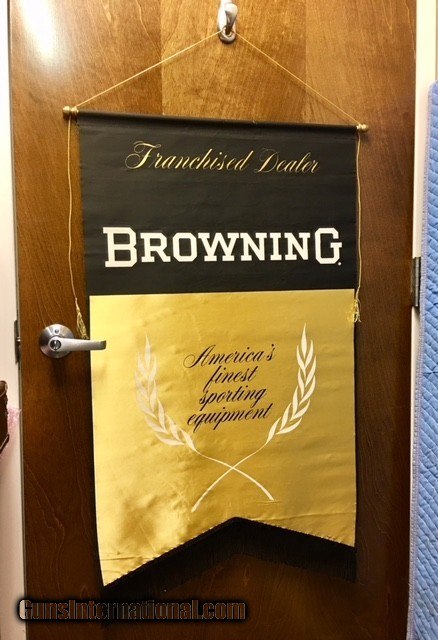 Franchised Dealer
BROWNING.
America's
finest
sporting
equipment
GunsInternational.com